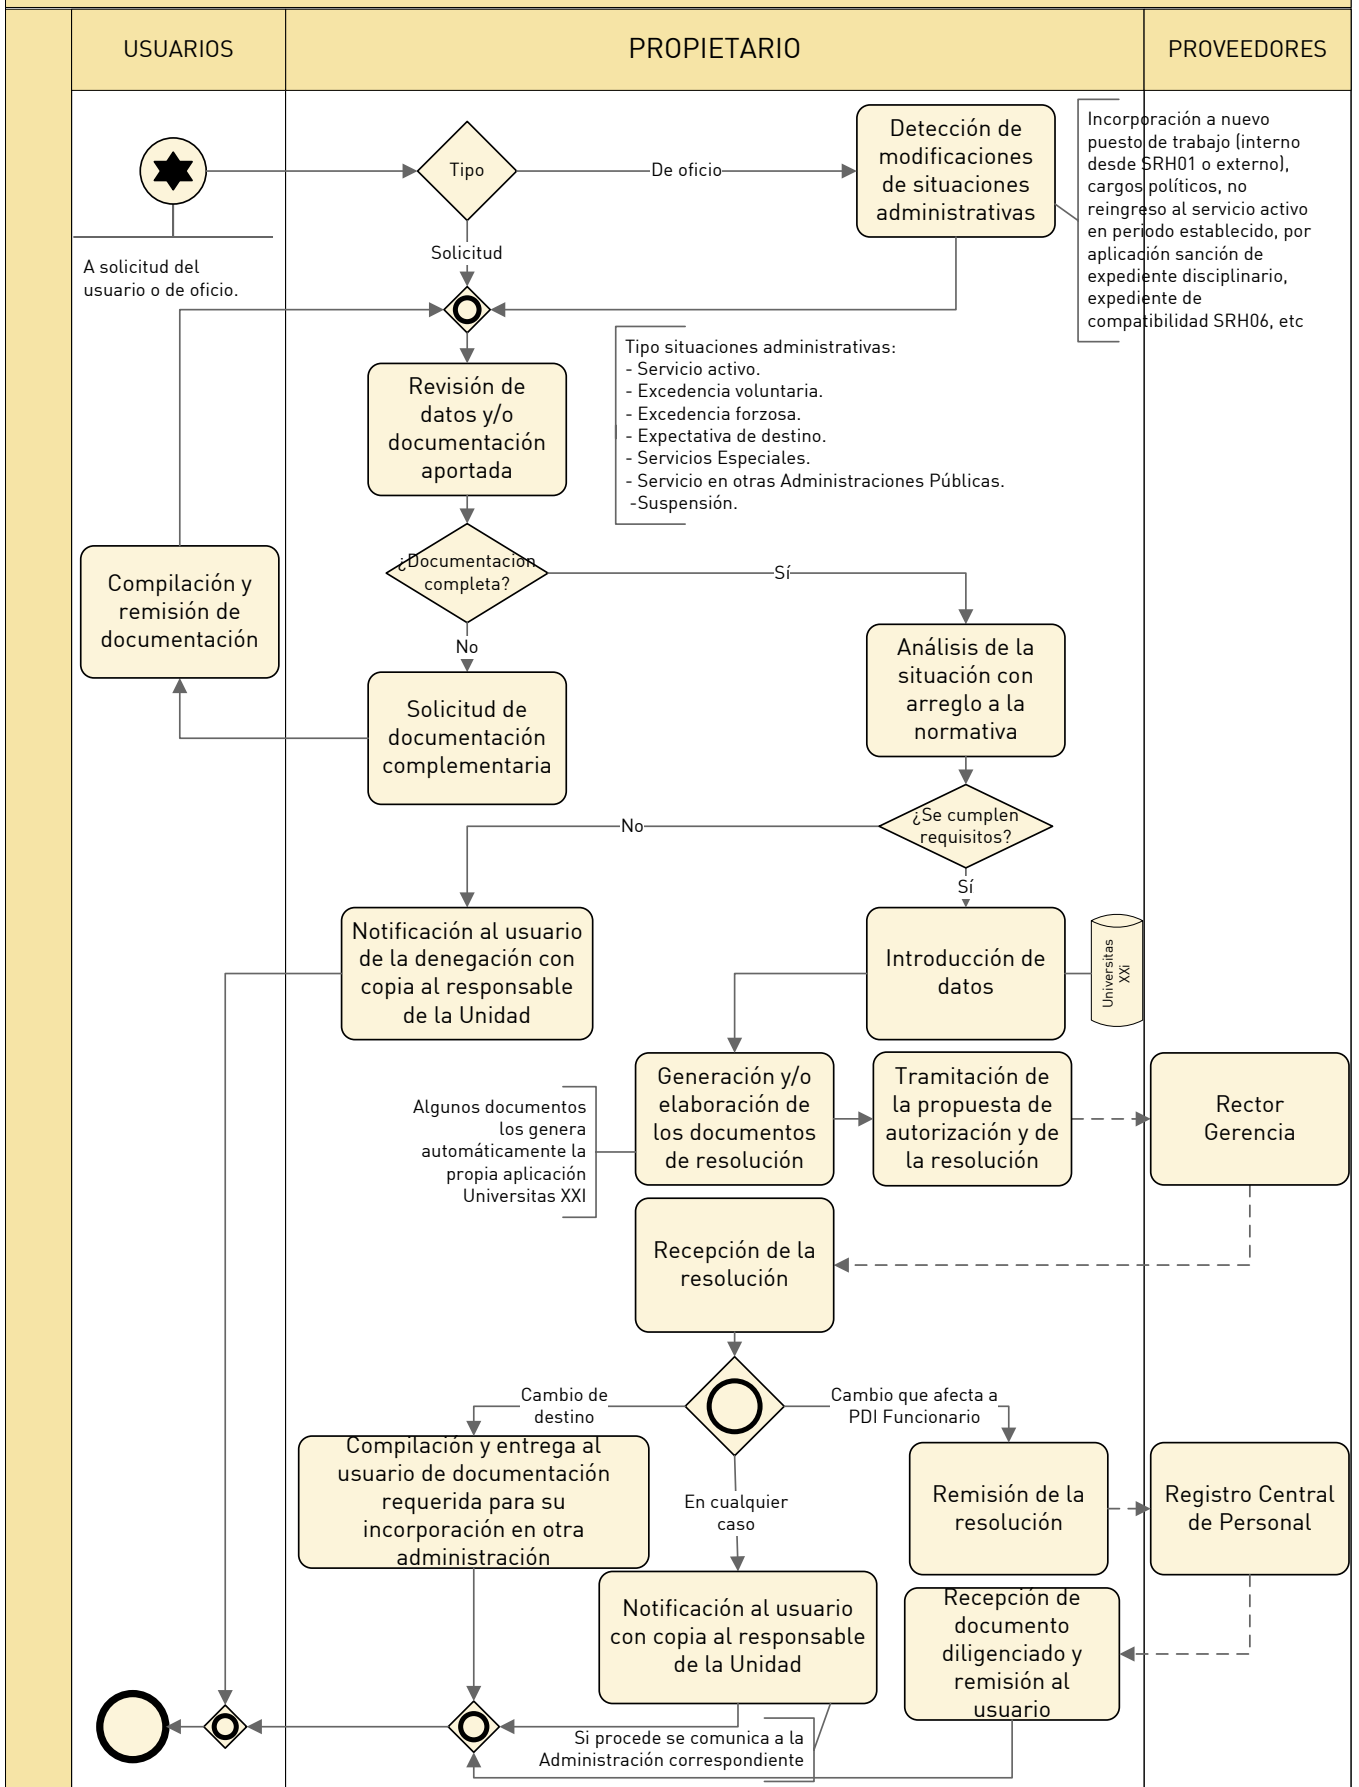 USUARIOS
PROPIETARIO
PROVEEDORES
Tipo
De oficio
Detección de
modificaciones
de situaciones
administrativas
Incorporación a nuevo
puesto de trabajo (interno
desde SRH01 o externo),
cargos políticos, no
reingreso al servicio activo
en periodo establecido, por
aplicación sanción de
expediente disciplinario,
expediente de
compatibilidad SRH06, etc
A solicitud del
usuario o de oficio.
Solicitud
Revisión de
datos y/o
documentación
aportada
Tipo situaciones administrativas:
- Servicio activo.
- Excedencia voluntaria.
- Excedencia forzosa.
- Expectativa de destino.
- Servicios Especiales.
- Servicio en otras Administraciones Públicas.
-Suspensión.
¿Documentación
completa?
Sí
No
Compilación y
remisión de
documentación
Solicitud de
documentación
complementaria
Análisis de la
situación con
arreglo a la
normativa
¿Se cumplen
requisitos?
No
Sí
Notificación al usuario
de la denegación con
copia al responsable
de la Unidad
Introducción de
datos
Universitas
XXi
Generación y/o
elaboración de
los documentos
de resolución
Tramitación de
la propuesta de
autorización y de
la resolución
Rector
Gerencia
Algunos documentos
los genera
automáticamente la
propia aplicación
Universitas XXI
Recepción de la
resolución
Cambio de
destino
Cambio que afecta a
PDI Funcionario
En cualquier
caso
Compilación y entrega al
usuario de documentación
requerida para su
incorporación en otra
administración
Remisión de la
resolución
Registro Central
de Personal
Notificación al usuario
con copia al responsable
de la Unidad
Recepción de
documento
diligenciado y
remisión al
usuario
Si procede se comunica a la
Administración correspondiente